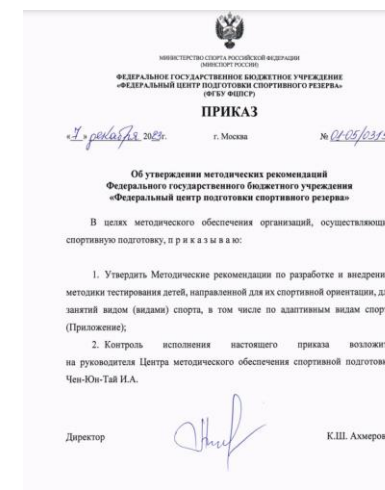 МИНИСТЕРСТВО СПОРТА РОССИЙСКОЙ ФЕДЕРАЦИИ
(МИНСПОРТ РОССИИ)
ФЕДЕРАЛЬНОЕ ГОСУДАРСТВЕННОЕ БЮДЖЕТНОЕ УЧРЕЖДЕНИЕ
«ФЕДЕРАЛЬНЫЙ ЦЕНТР ПОДГОТОВКИ СПОРТИВНОГО РЕЗЕРВА»
(ФГБУ ФЦПСР)
ПРИКАЗ
«7» декабря 2023г. г. Москва № 01-05/0315
Об утверждении методических рекомендаций
Федерального государственного бюджетного учреждения
«Федеральный центр подготовки спортивного резерва»
В целях методического обеспечения организаций, осуществляющ
спортивную подготовку, п р и к а з ы в а ю:
1. Утвердить Методические рекомендации по разработке и внедрени
методики тестирования детей, направленной для их спортивной ориентации, дл
занятий видом (видами) спорта, в том числе по адаптивным видам спорт
(Приложение);
2. Контроль исполнения настоящего приказа возложит
на руководителя Центра методического обеспечения спортивной подготовк
Чен-Юн-Тай И.А.
Директор К.Ш. Ахмеров